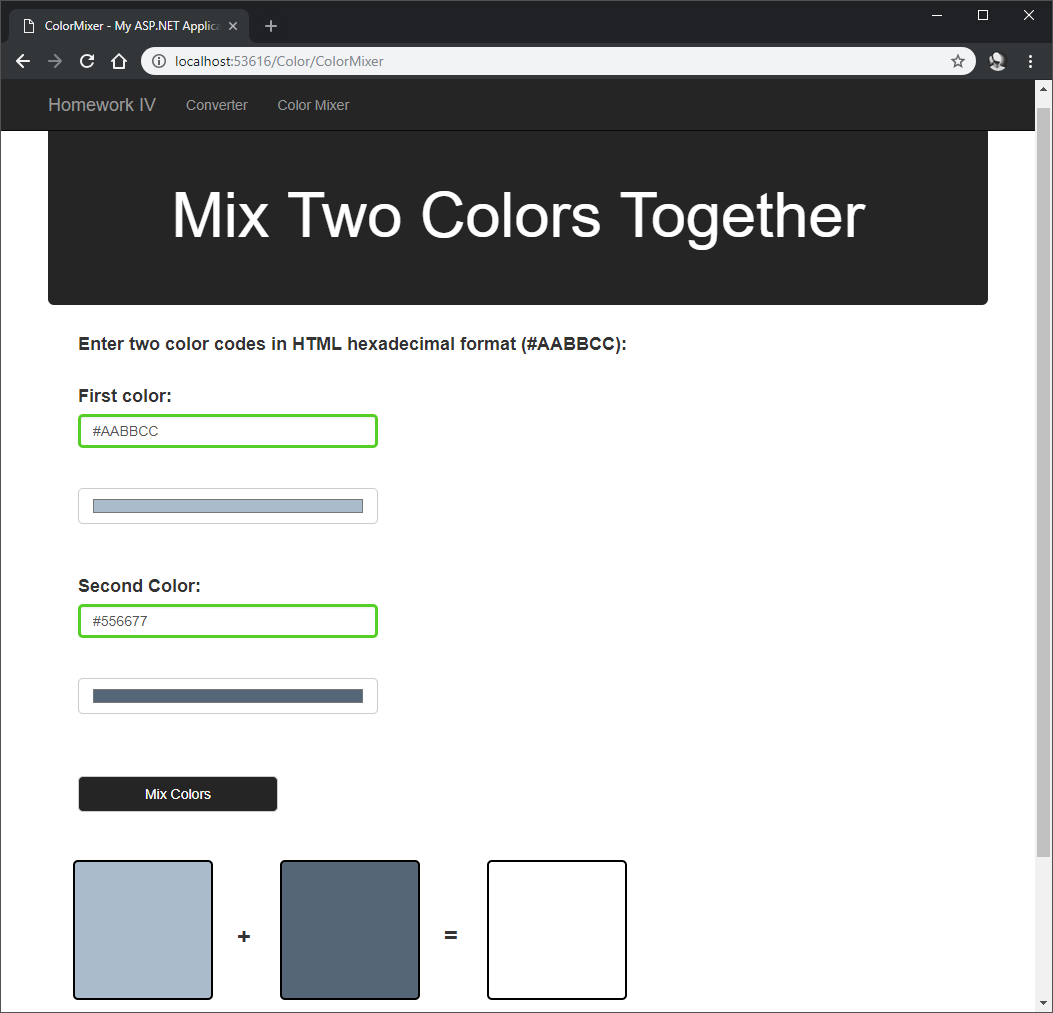 ColorMixer - My ASP.NET Applica
localhost:53616/Color/ColorMixer
Homework IV Converter Color Mixer
Mix Two Colors Together
Enter two color codes in HTML hexadecimal format (#AABBCC):
First color:
#AABBCC
Second Color:
#556677
Mix Colors
+ =